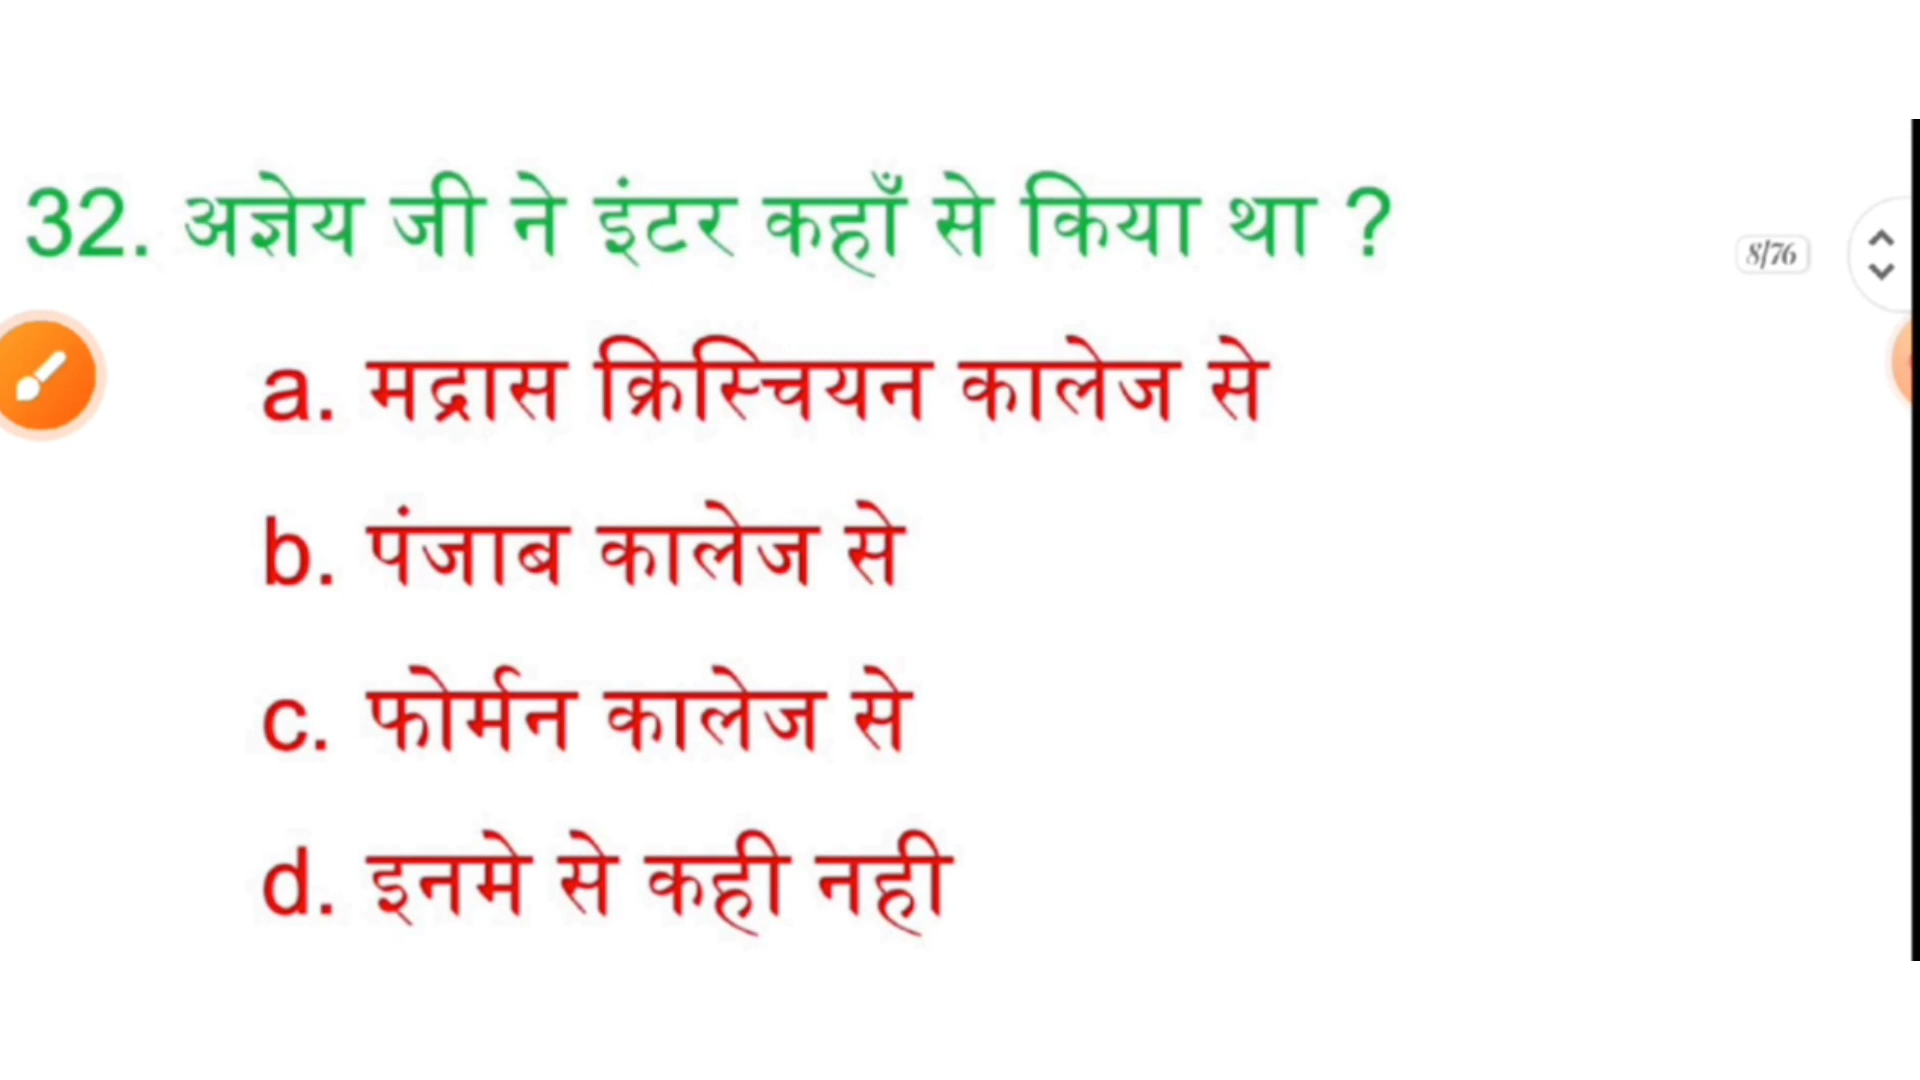 32. अज्ञेय जी ने इंटर कहाँ से किया था ?
8/76
a. मद्रास क्रिस्चियन कालेज से
b. पंजाब कालेज से
c. फोर्मन कालेज से
d. इनमे से कही नही